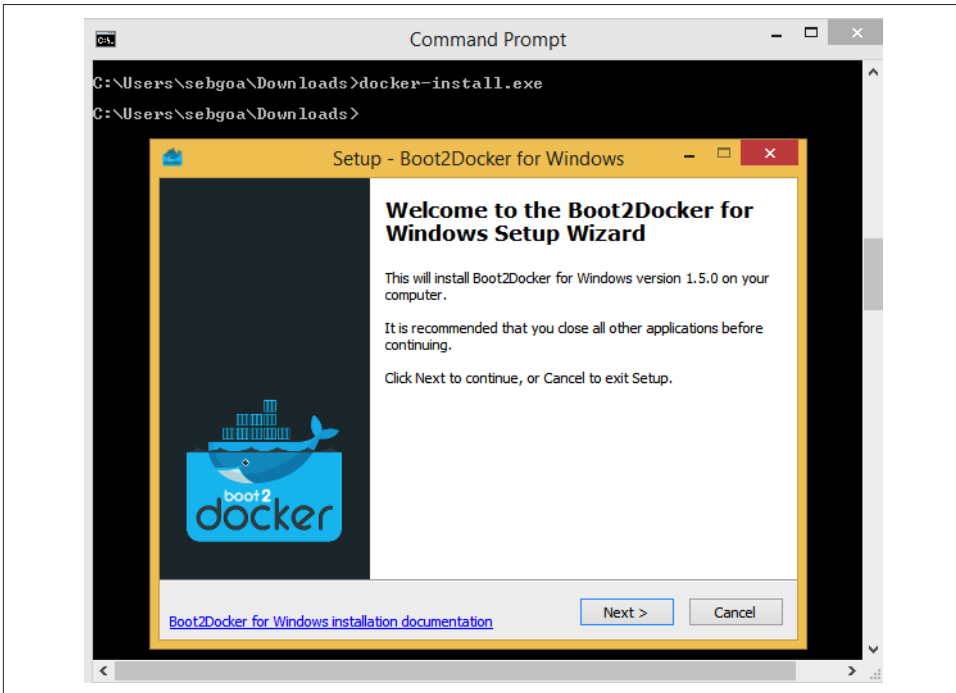 C:\.
Command Prompt
C:\Users\sebgoa\Downloads>docker-install.exe
C:\Users\sebgoa\Downloads>
Setup - Boot2Docker for Windows
Welcome to the Boot2Docker for
Windows Setup Wizard
This will install Boot2Docker for Windows version 1.5.0 on your
computer.
It is recommended that you close all other applications before
continuing.
Click Next to continue, or Cancel to exit Setup.
boot2
docker
Boot2Docker for Windows installation documentation
Next >
Cancel